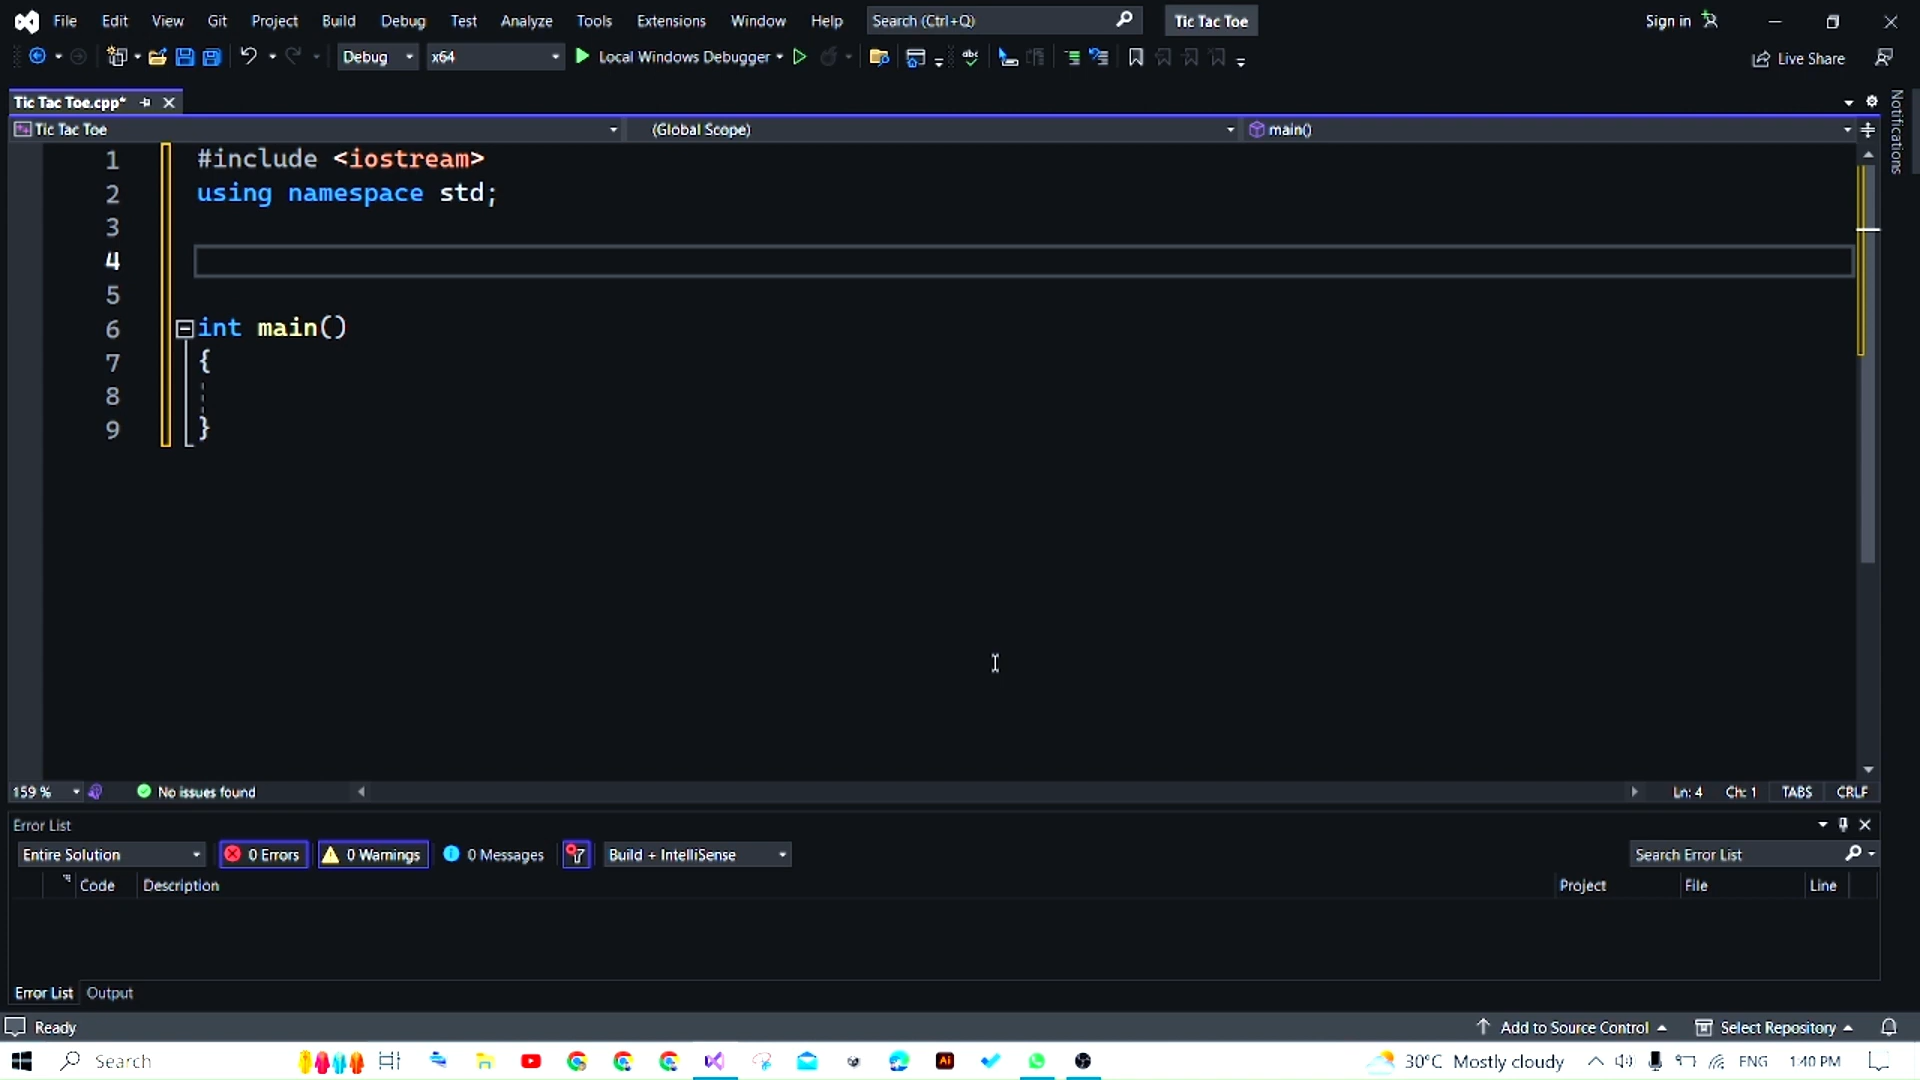 File Edit View Git Project Build Debug Test Analyze Tools Extensions Window Help Search (Ctrl+Q) Tic Tac Toe Sign in
Debug x64 Local Windows Debugger Live Share
Tic Tac Toe.cpp*
Notifications
Tic Tac Toe (Global Scope) main()
1 #include <iostream>
2 using namespace std;
3
4
5
6 int main()
7 {
8
9 }
159 % No issues found Ln: 4 Ch: 1 TABS CRLF
Error List
Entire Solution 0 Errors 0 Warnings 0 Messages Build + IntelliSense Search Error List
Code Description Project File Line
Error List Output
Ready Add to Source Control Select Repository
Search Ai 30°C Mostly cloudy ENG 1:40 PM